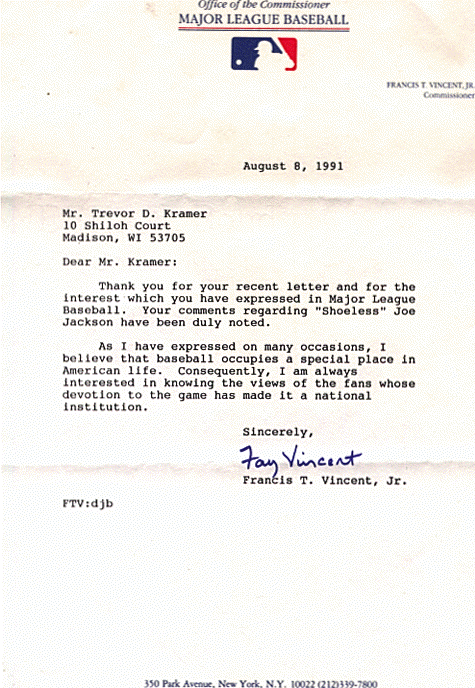 Office of the Commissioner
MAJOR LEAGUE BASEBALL
FRANCIS T. VINCENT, JR.
Commissioner
August 8, 1991
Mr. Trevor D. Kramer
10 Shiloh Court
Madison, WI 53705
Dear Mr. Kramer:
Thank you for your recent letter and for the
interest which you have expressed in Major League
Baseball. Your comments regarding "Shoeless" Joe
Jackson have been duly noted.
As I have expressed on many occasions, I
believe that baseball occupies a special place in
American life. Consequently, I am always
interested in knowing the views of the fans whose
devotion to the game has made it a national
institution.
Sincerely,
Fay Vincent
Francis T. Vincent, Jr.
FTV:djb
350 Park Avenue, New York, N.Y. 10022 (212)339-7800